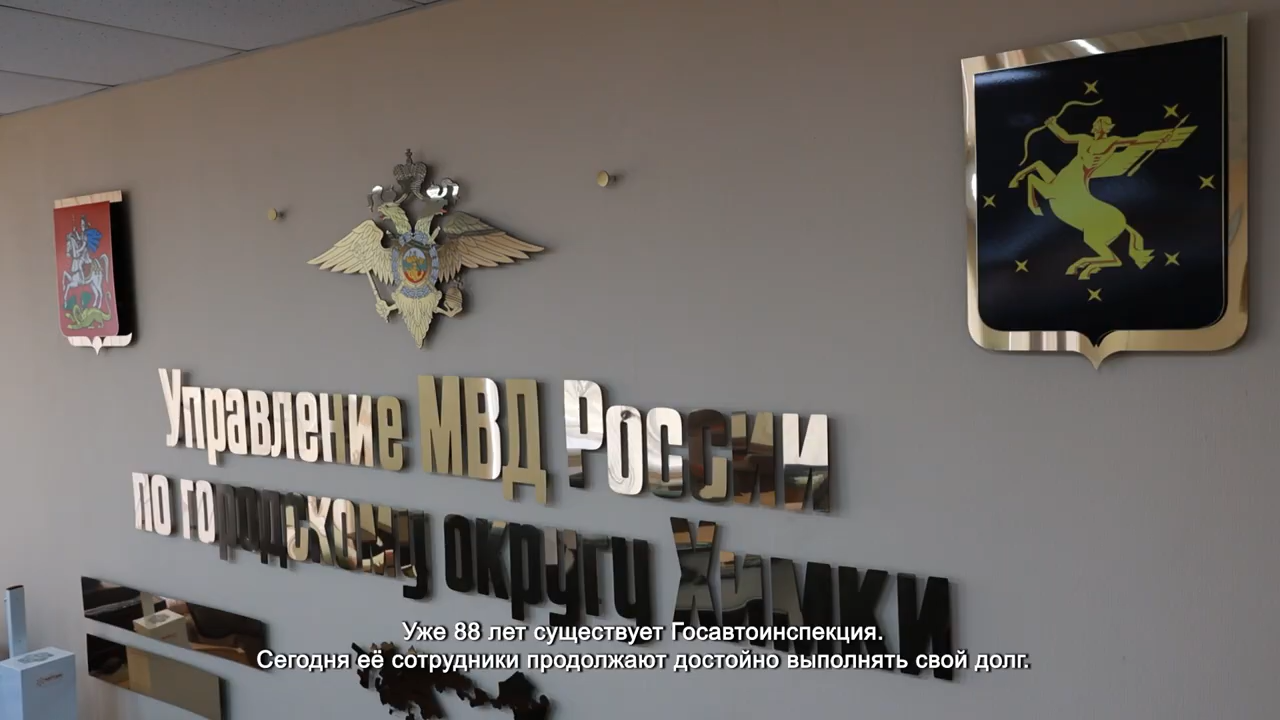 Управление МВД России
по городскому округу Химки
Уже 88 лет существует Госавтоинспекция.
Сегодня её сотрудники продолжают достойно выполнять свой долг.